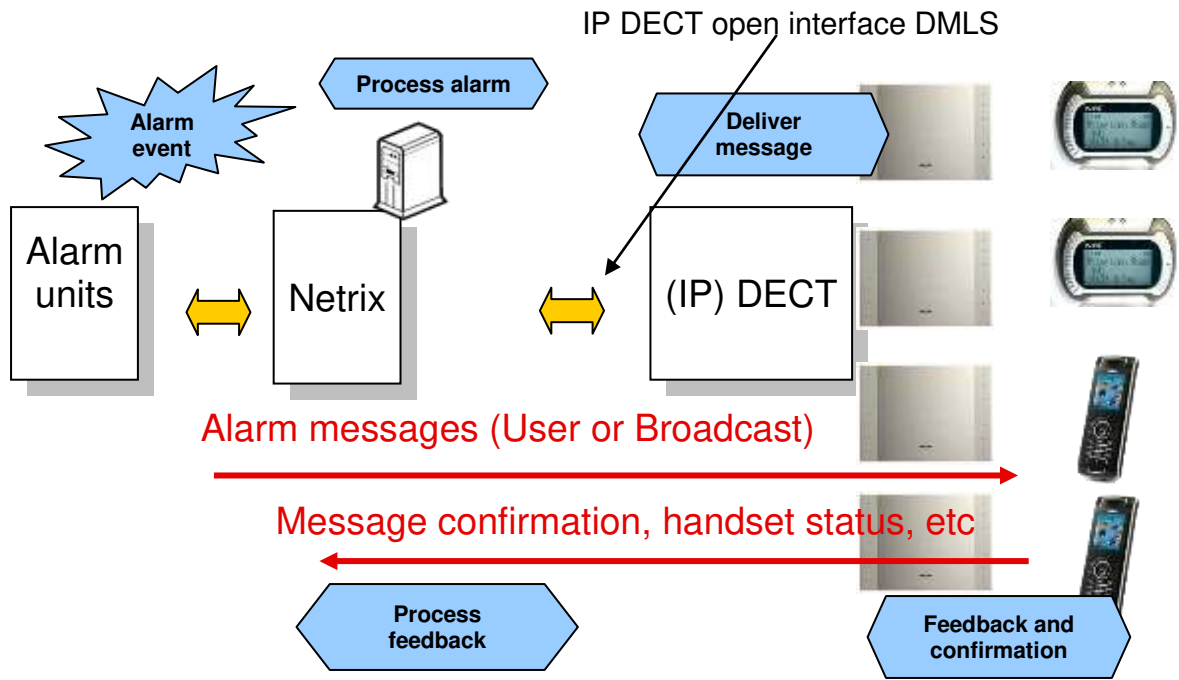 IP DECT open interface DMLS
Process alarm
Alarm
event
Deliver
message
Alarm
units
Netrix
(IP) DECT
Alarm messages (User or Broadcast)
Message confirmation, handset status, etc
Process
feedback
Feedback and
confirmation